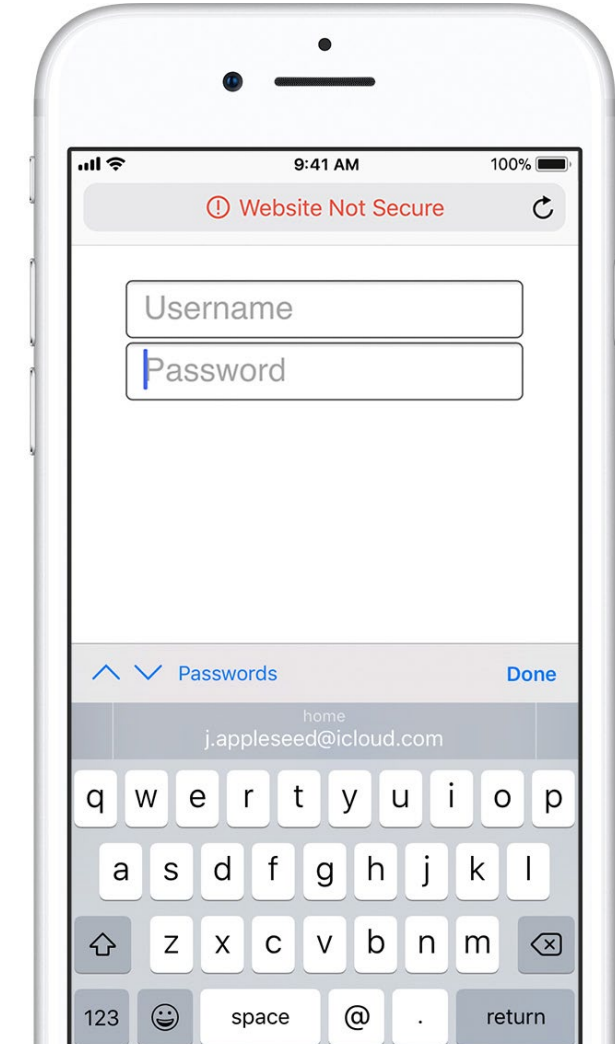 9:41 AM 100%
Website Not Secure
Username
Password
Passwords Done
home
j.appleseed@icloud.com
q w e r t y u i o p
a s d f g h j k l
z x c v b n m
123 space @ . return